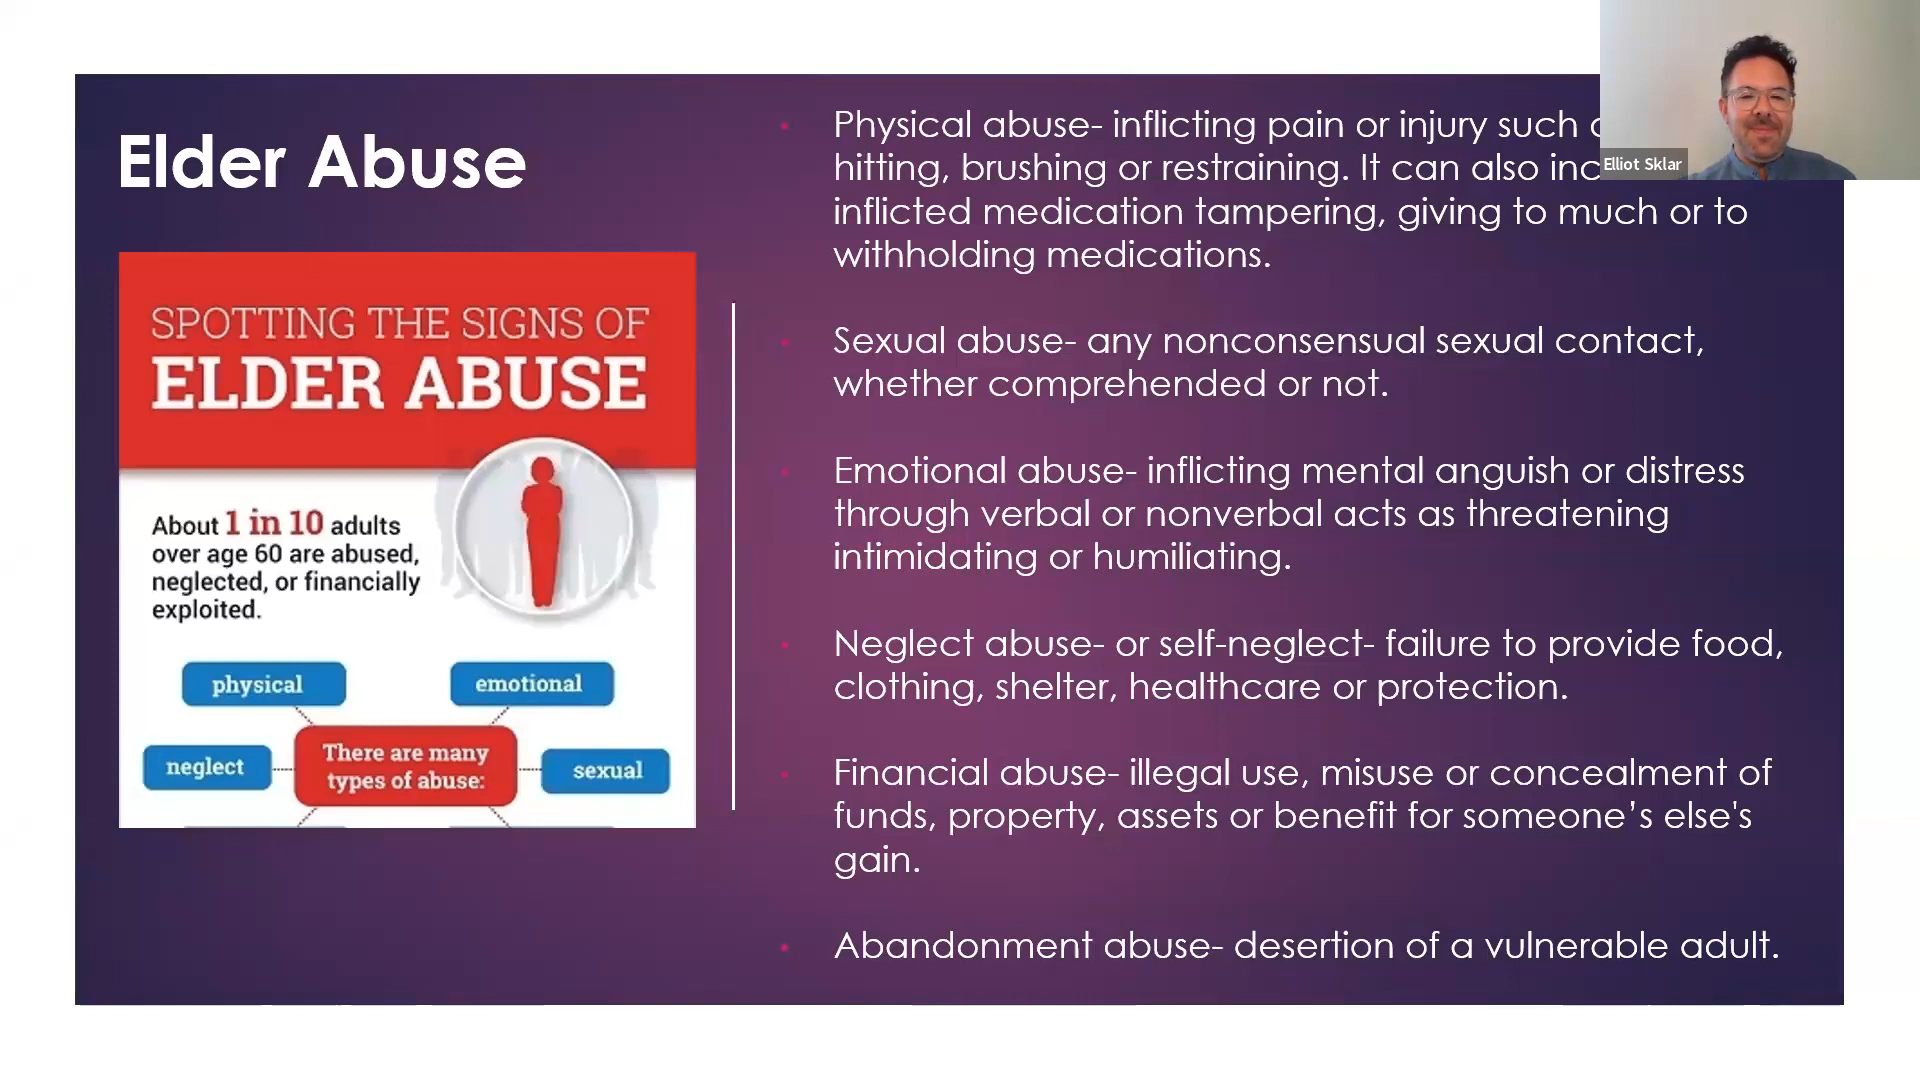 Elder Abuse
SPOTTING THE SIGNS OF
ELDER ABUSE
About 1 in 10 adults
over age 60 are abused,
neglected, or financially
exploited.
physical
emotional
neglect
There are many
types of abuse:
sexual
Physical abuse- inflicting pain or injury such
hitting, brushing or restraining. It can also
inflicted medication tampering, giving to much or to
withholding medications.
Sexual abuse- any nonconsensual sexual contact,
whether comprehended or not.
Emotional abuse- inflicting mental anguish or distress
through verbal or nonverbal acts as threatening
intimidating or humiliating.
Neglect abuse- or self-neglect- failure to provide food,
clothing, shelter, healthcare or protection.
Financial abuse- illegal use, misuse or concealment of
funds, property, assets or benefit for someone’s else's
gain.
Abandonment abuse- desertion of a vulnerable adult.
Elliot Sklar